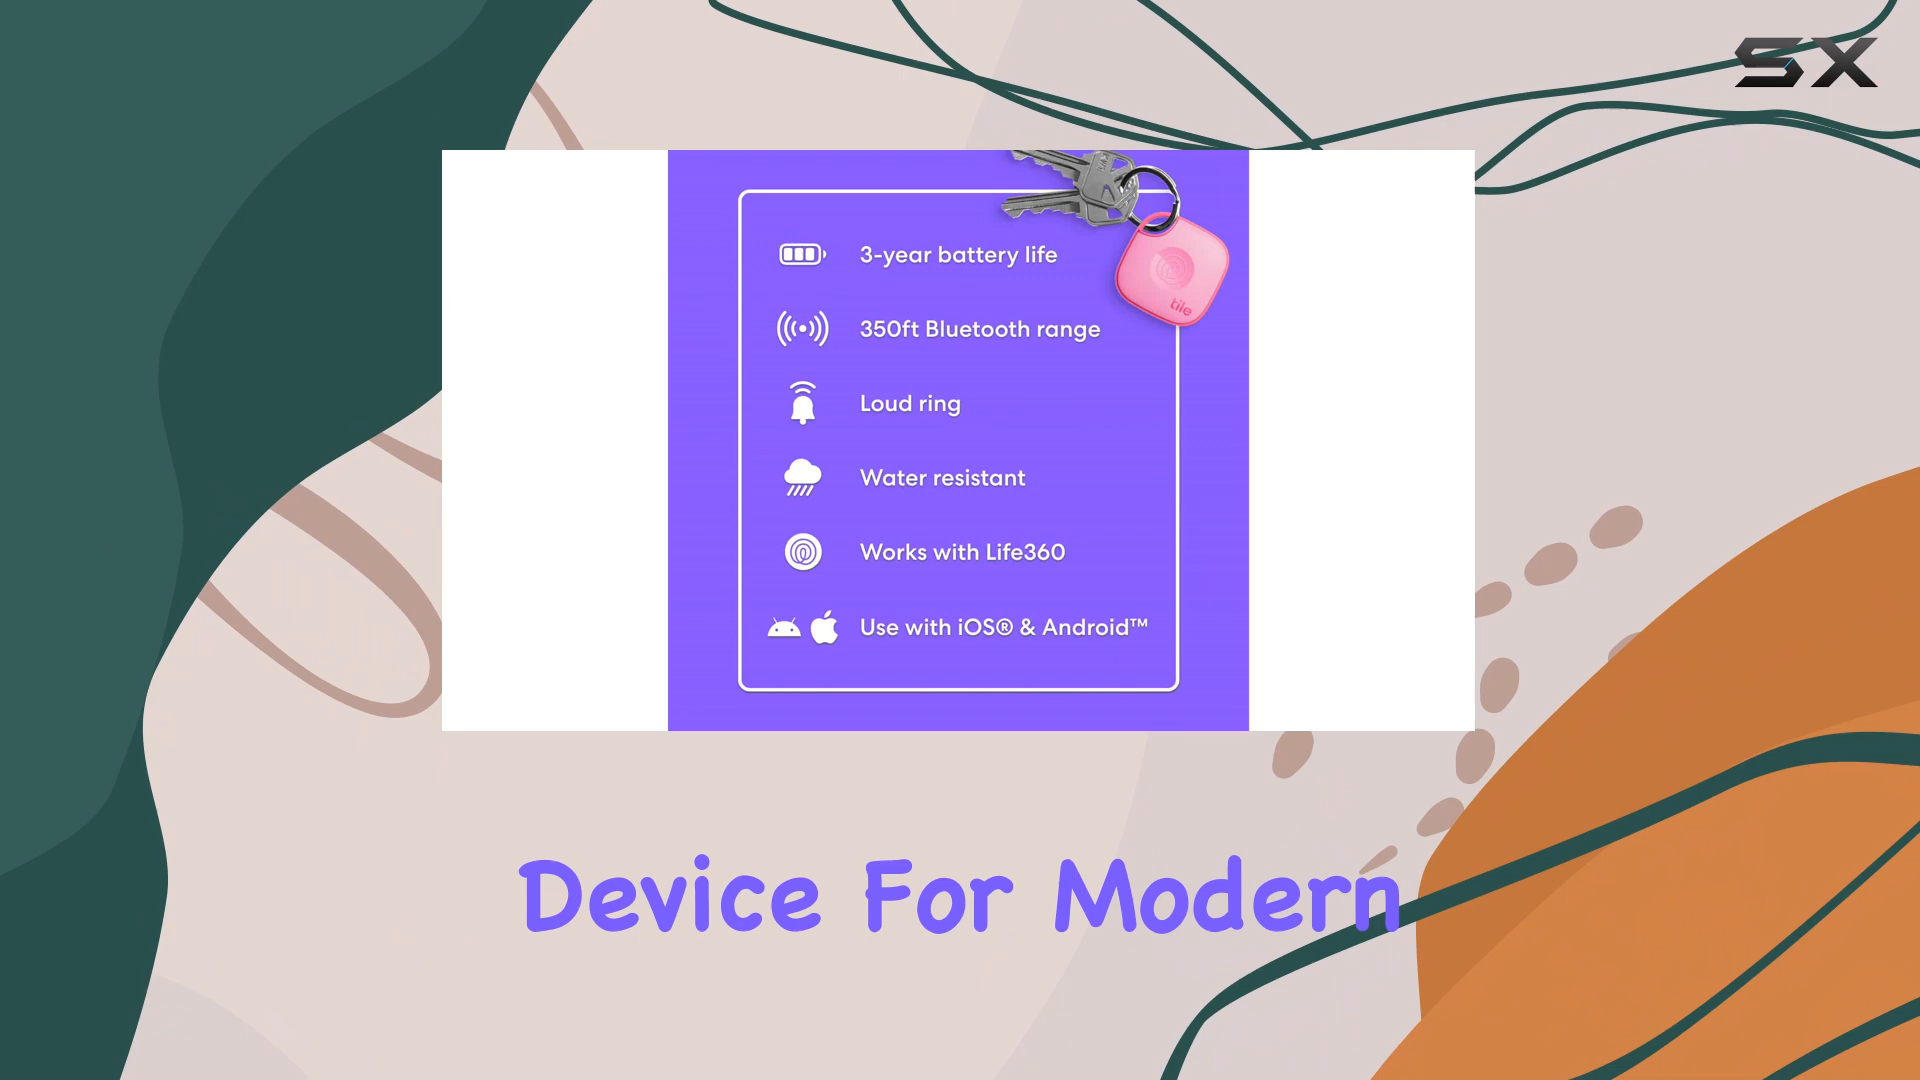 SX
3-year battery life
350ft Bluetooth range
tile
Loud ring
Water resistant
Works with Life360
Use with iOS® & Android™
Device For Modern